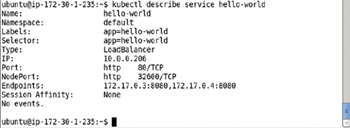 ubuntu@ip-172-30-1-235:~$ kubectl describe service hello-world
Name: hello-world
Namespace: default
Labels: app=hello-world
Selector: app=hello-world
Type: LoadBalancer
IP: 10.0.0.206
Port: http 80/TCP
NodePort: http 32600/TCP
Endpoints: 172.17.0.3:8080,172.17.0.4:8080
Session Affinity: None
No events.
ubuntu@ip-172-30-1-235:~$